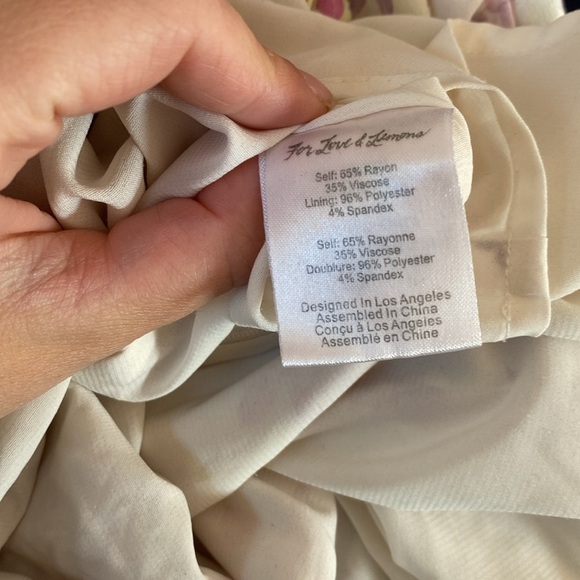 For Love & Lemons
Self: 65% Rayon
35% Viscose
Lining: 96% Polyester
4% Spandex
Self: 65% Rayonne
35% Viscose
Doublure: 96% Polyester
4% Spandex
Designed In Los Angeles
Assembled In China
Conçu à Los Angeles
Assemblé en Chine